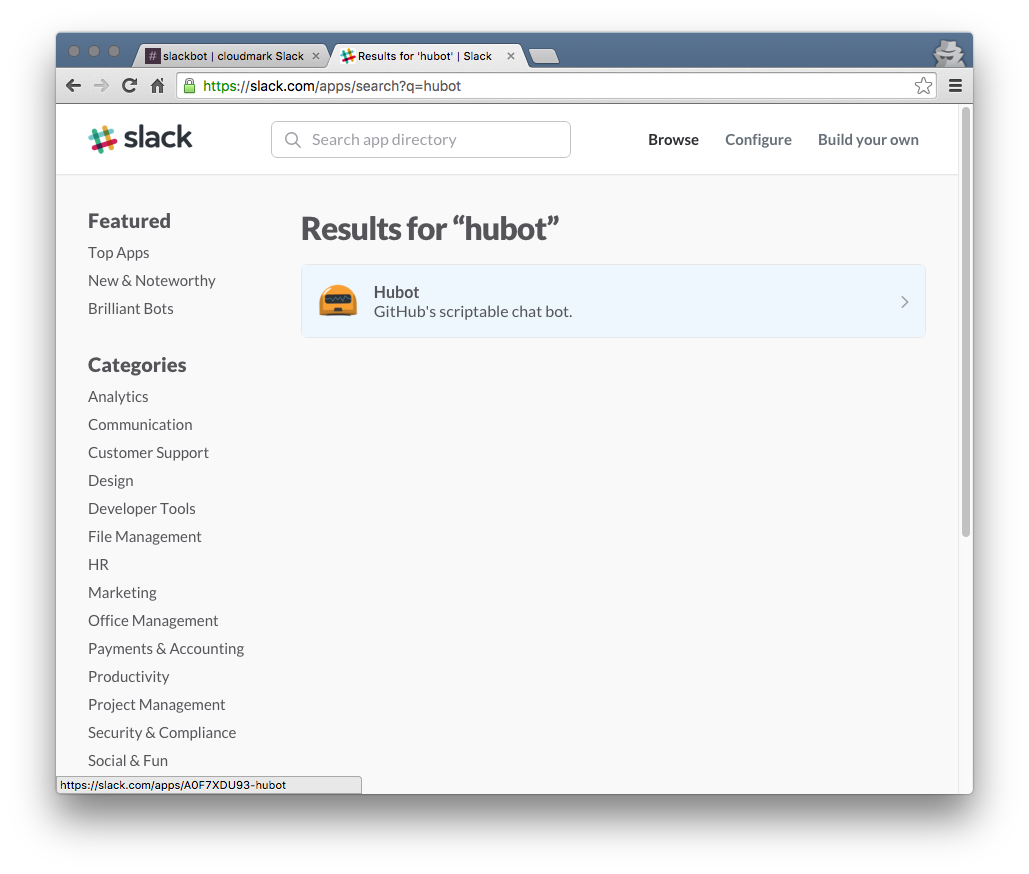 slackbot | cloudmark Slack
Results for 'hubot' | Slack
https://slack.com/apps/search?q=hubot
slack
Search app directory
Browse
Configure
Build your own
Featured
Top Apps
New & Noteworthy
Brilliant Bots
Categories
Analytics
Communication
Customer Support
Design
Developer Tools
File Management
HR
Marketing
Office Management
Payments & Accounting
Productivity
Project Management
Security & Compliance
Social & Fun
Results for “hubot”
Hubot
GitHub's scriptable chat bot.
https://slack.com/apps/A0F7XDU93-hubot